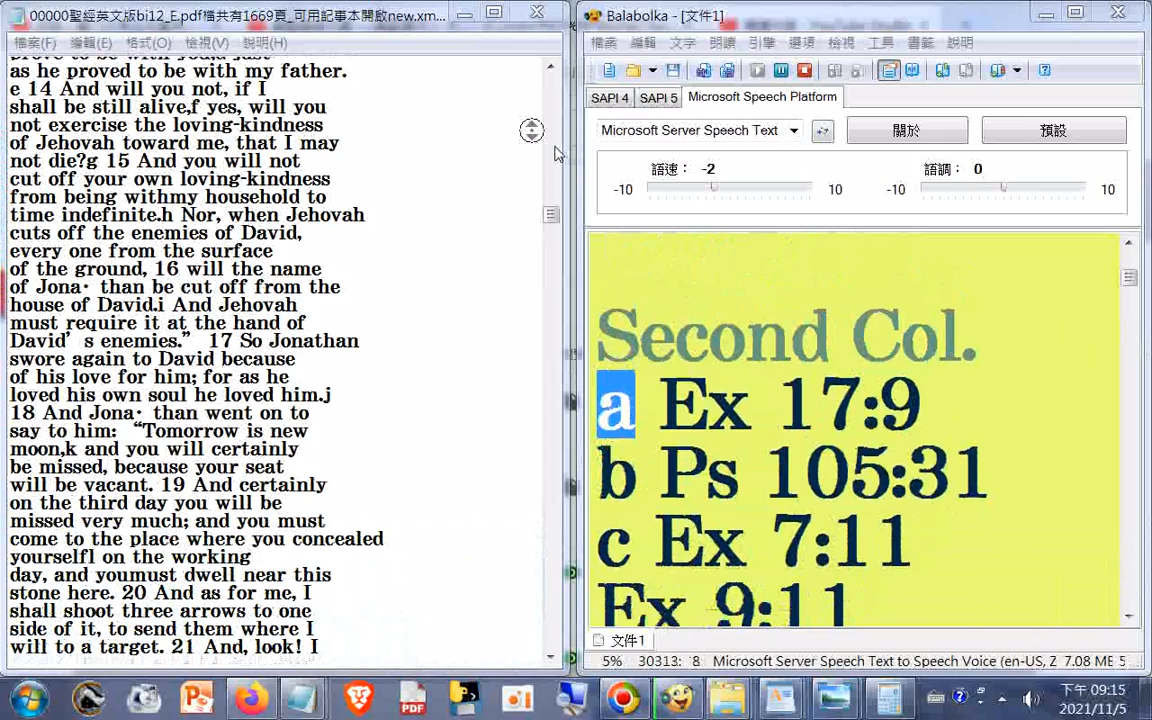 00000聖經英文版bi12_E.pdf檔共有1669頁_可用記事本開啟new.xm...
檔案(F) 編輯(E) 格式(O) 檢視(V) 說明(H)
as he proved to be with my father.
e 14 And will you not, if I
shall be still alive,f yes, will you
not exercise the loving-kindness
of Jehovah toward me, that I may
not die?g 15 And you will not
cut off your own loving-kindness
from being withmy household to
time indefinite.h Nor, when Jehovah
cuts off the enemies of David,
every one from the surface
of the ground, 16 will the name
of Jona· than be cut off from the
house of David.i And Jehovah
must require it at the hand of
David’ s enemies.” 17 So Jonathan
swore again to David because
of his love for him; for as he
loved his own soul he loved him.j
18 And Jona· than went on to
say to him: “Tomorrow is new
moon,k and you will certainly
be missed, because your seat
will be vacant. 19 And certainly
on the third day you will be
missed very much; and you must
come to the place where you concealed
yourselfl on the working
day, and youmust dwell near this
stone here. 20 And as for me, I
shall shoot three arrows to one
side of it, to send them where I
will to a target. 21 And, look! I
Balabolka - [文件1]
檔案 編輯 文字 朗讀 引擎 選項 檢視 工具 書籤 說明
SAPI 4 SAPI 5 Microsoft Speech Platform
Microsoft Server Speech Text 關於 預設
語速: -2 語調: 0
-10 10 -10 10
Second Col.
a Ex 17:9
b Ps 105:31
c Ex 7:11
Ex 9:11
文件1
5% 30313: Microsoft Server Speech Text to Speech Voice (en-US, Z 7.08 MB
PDF
下午 09:15
2021/11/5